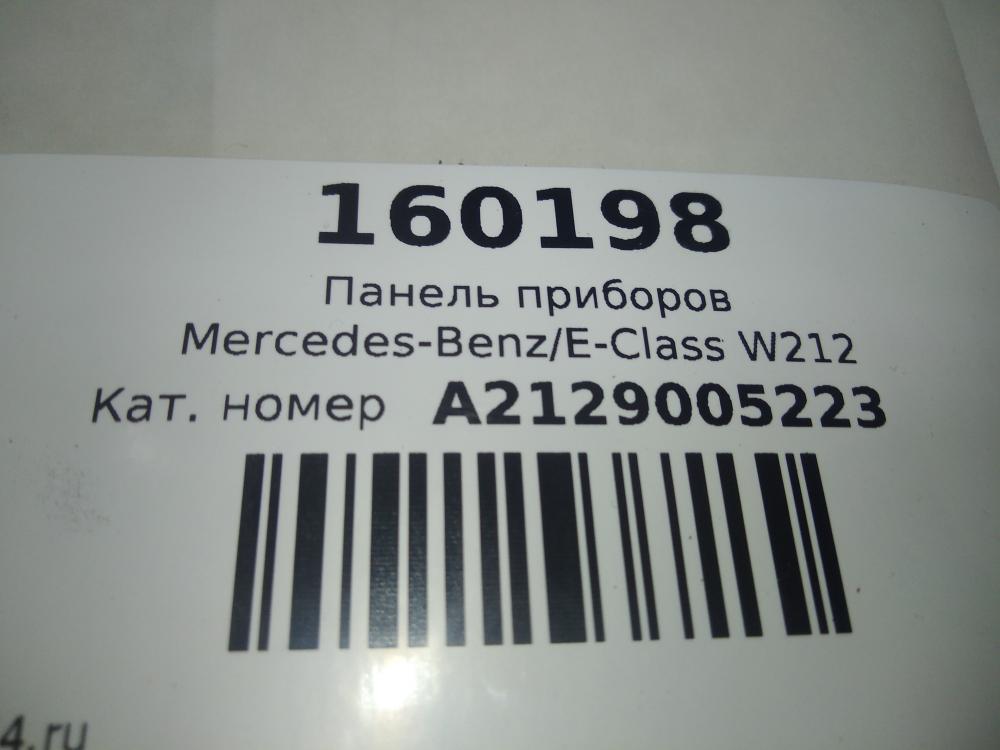 160198
Панель приборов
Mercedes-Benz/E-Class W212
Кат. номер A2129005223
4.ru